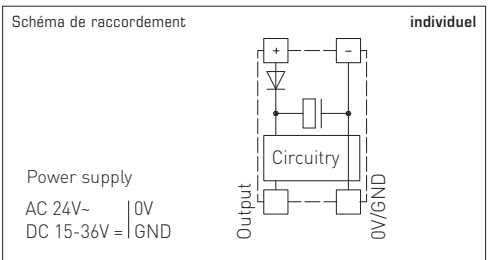 Schéma de raccordement
individuel
+ −
Circuitry
Power supply
AC 24V~ 0V
DC 15-36V = GND
Output
0V/GND